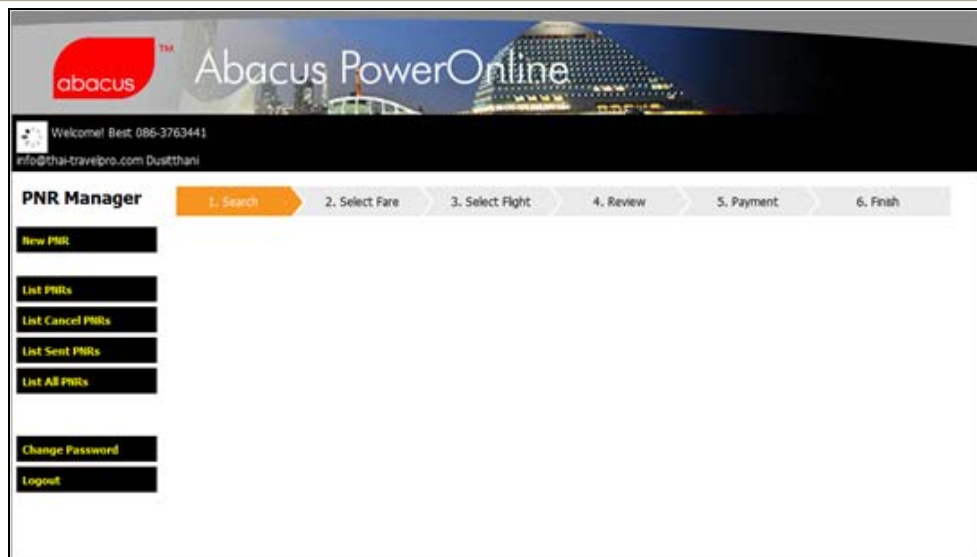 abacus
TM
Abacus PowerOnline
Welcome! Best 086-3763441
info@thai-travelpro.com Dusitthani
PNR Manager
1. Search
2. Select Fare
3. Select Flight
4. Review
5. Payment
6. Finish
New PNR
List PNRs
List Cancel PNRs
List Sent PNRs
List All PNRs
Change Password
Logout